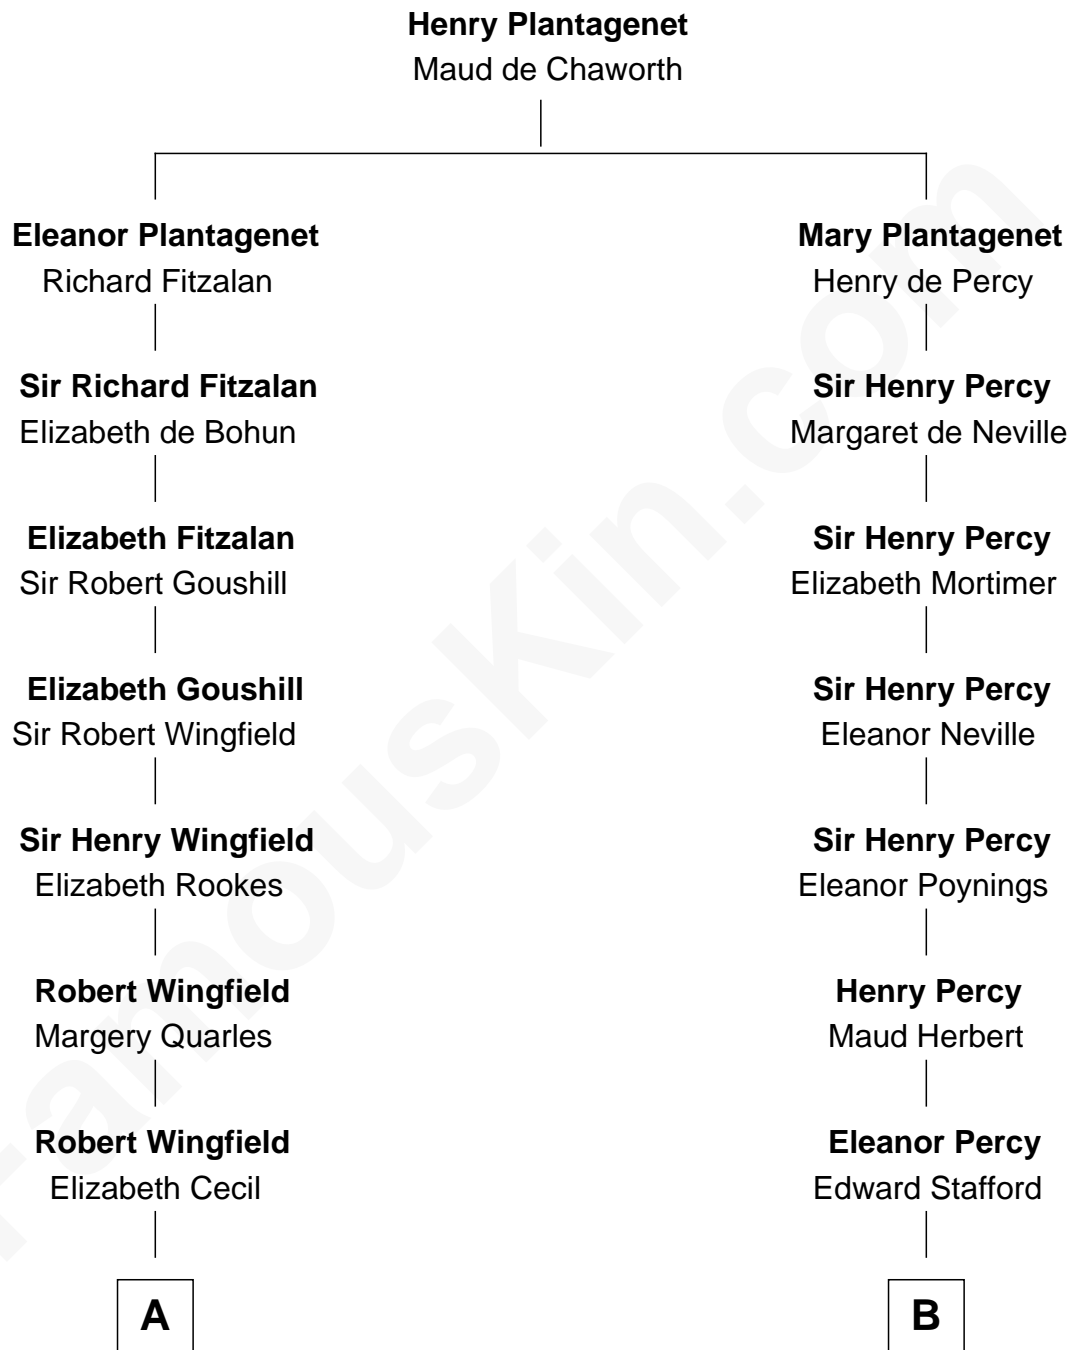 Henry Plantagenet
Maud de Chaworth
Eleanor Plantagenet
Richard Fitzalan
Mary Plantagenet
Henry de Percy
Sir Richard Fitzalan
Elizabeth de Bohun
Sir Henry Percy
Margaret de Neville
Elizabeth Fitzalan
Sir Robert Goushill
Sir Henry Percy
Elizabeth Mortimer
Elizabeth Goushill
Sir Robert Wingfield
Sir Henry Percy
Eleanor Neville
Sir Henry Wingfield
Elizabeth Rookes
Sir Henry Percy
Eleanor Poynings
Robert Wingfield
Margery Quarles
Henry Percy
Maud Herbert
Robert Wingfield
Elizabeth Cecil
Eleanor Percy
Edward Stafford
A
B
FamousKin.com